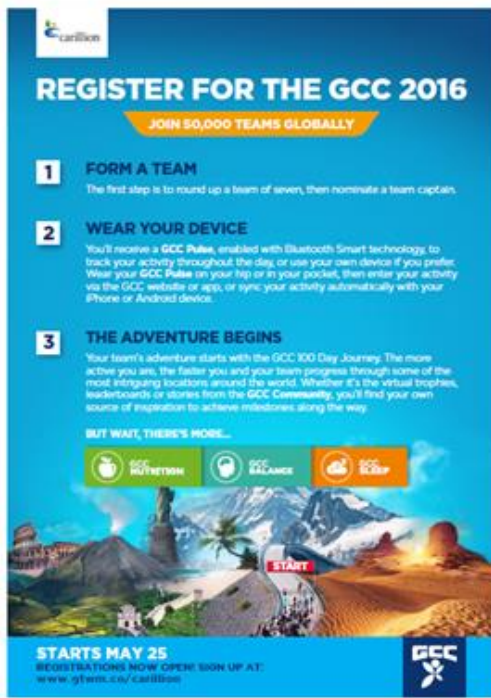 carillion
REGISTER FOR THE GCC 2016
JOIN 50,000 TEAMS GLOBALLY
1
FORM A TEAM
The first step is to round up a team of seven, then nominate a team captain.
2
WEAR YOUR DEVICE
You'll receive a GCC Pulse, enabled with Bluetooth Smart technology, to
track your activity throughout the day, or use your own device if you prefer.
Wear your GCC Pulse on your hip or in your pocket, then enter your activity
via the GCC website or app, or sync your activity automatically with your
iPhone or Android device.
3
THE ADVENTURE BEGINS
Your team's adventure starts with the GCC 100 Day Journey. The more
active you are, the faster you and your team progress through some of the
most intriguing locations around the world. Whether it's the virtual trophies,
leaderboards or stories from the GCC Community, you'll find your own
source of inspiration to achieve milestones along the way.
BUT WAIT, THERE'S MORE...
GCC
NUTRITION
GCC
BALANCE
GCC
SLEEP
START
STARTS MAY 25
REGISTRATIONS NOW OPEN! SIGN UP AT:
www.gtwm.co/carillion
GCC